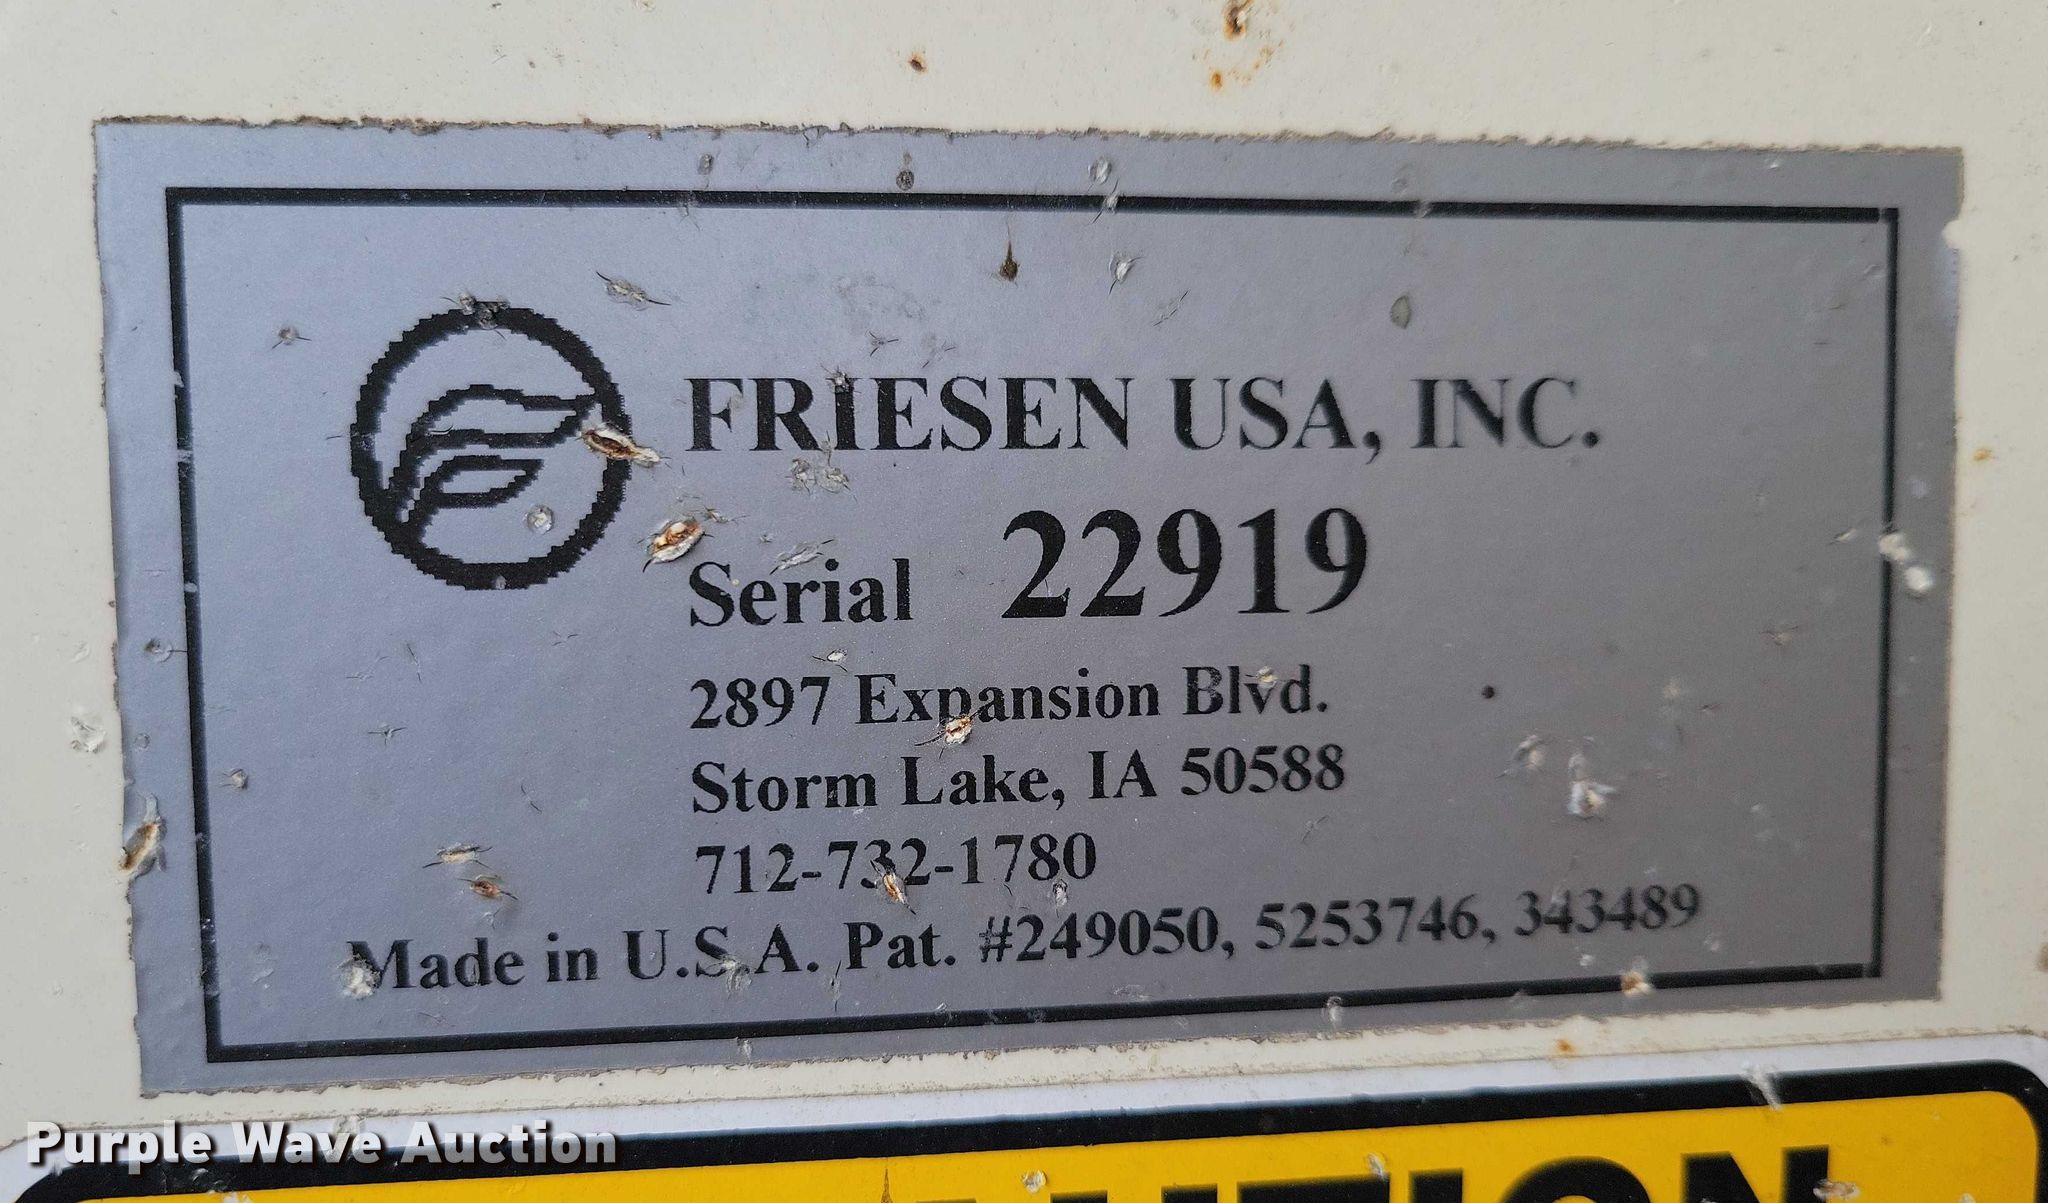 FRIESEN USA, INC.
Serial 22919
2897 Expansion Blvd.
Storm Lake, IA 50588
712-732-1780
Made in U.S.A. Pat. #249050, 5253746, 343489
Purple Wave Auction